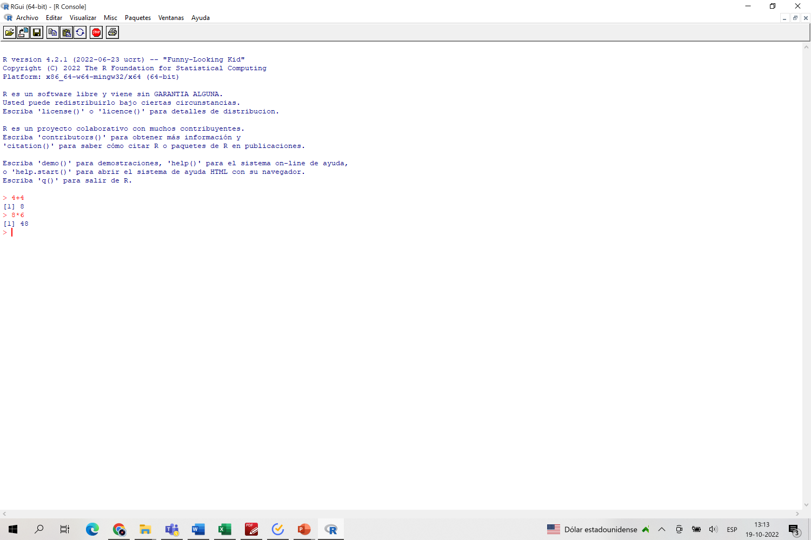 RGui (64-bit) - [R Console]
Archivo Editar Visualizar Misc Paquetes Ventanas Ayuda
STOP
R version 4.2.1 (2022-06-23 ucrt) -- "Funny-Looking Kid"
Copyright (C) 2022 The R Foundation for Statistical Computing
Platform: x86_64-w64-mingw32/x64 (64-bit)
R es un software libre y viene sin GARANTIA ALGUNA.
Usted puede redistribuirlo bajo ciertas circunstancias.
Escriba 'license()' o 'licence()' para detalles de distribucion.
R es un proyecto colaborativo con muchos contribuyentes.
Escriba 'contributors()' para obtener más información y
'citation()' para saber cómo citar R o paquetes de R en publicaciones.
Escriba 'demo()' para demostraciones, 'help()' para el sistema on-line de ayuda,
o 'help.start()' para abrir el sistema de ayuda HTML con su navegador.
Escriba 'q()' para salir de R.
> 4+4
[1] 8
> 8*6
[1] 48
>
Dólar estadounidense
ESP
13:13
19-10-2022
3